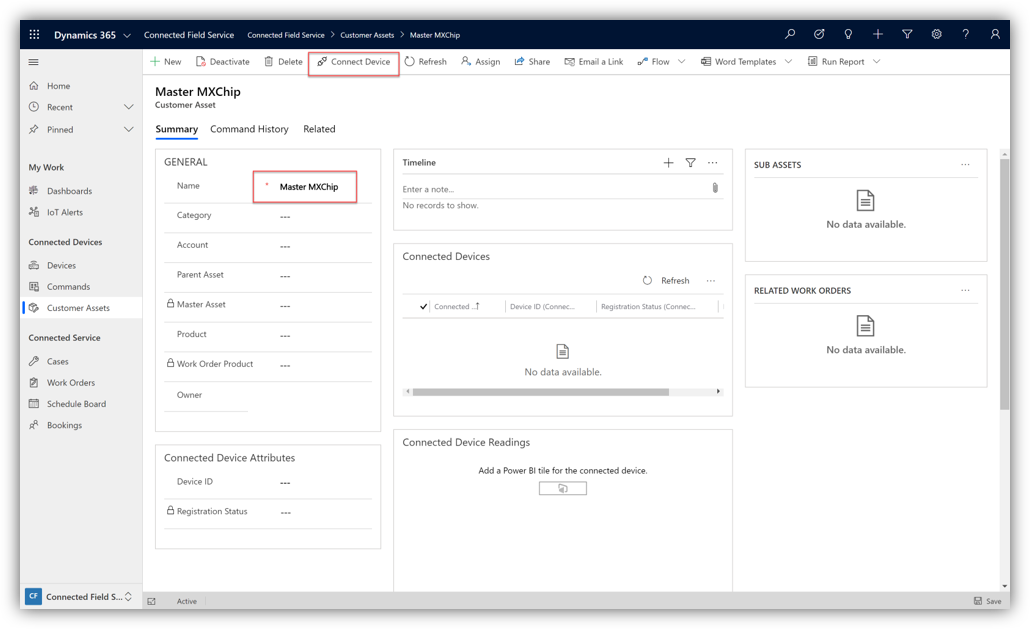 Dynamics 365 Connected Field Service Connected Field Service > Customer Assets > Master MXChip
New Deactivate Delete Connect Device Refresh Assign Share Email a Link Flow Word Templates Run Report
Home
Recent
Pinned
My Work
Dashboards
IoT Alerts
Connected Devices
Devices
Commands
Customer Assets
Connected Service
Cases
Work Orders
Schedule Board
Bookings
CF Connected Field S...
Master MXChip
Customer Asset
Summary Command History Related
GENERAL
Name * Master MXChip
Category ---
Account ---
Parent Asset ---
Master Asset ---
Product ---
Work Order Product ---
Owner
Connected Device Attributes
Device ID ---
Registration Status ---
Timeline
Enter a note...
No records to show.
Connected Devices
Refresh
Connected ... Device ID (Connec... Registration Status (Connec...
No data available.
Connected Device Readings
Add a Power BI tile for the connected device.
SUB ASSETS
No data available.
RELATED WORK ORDERS
No data available.
Active Save